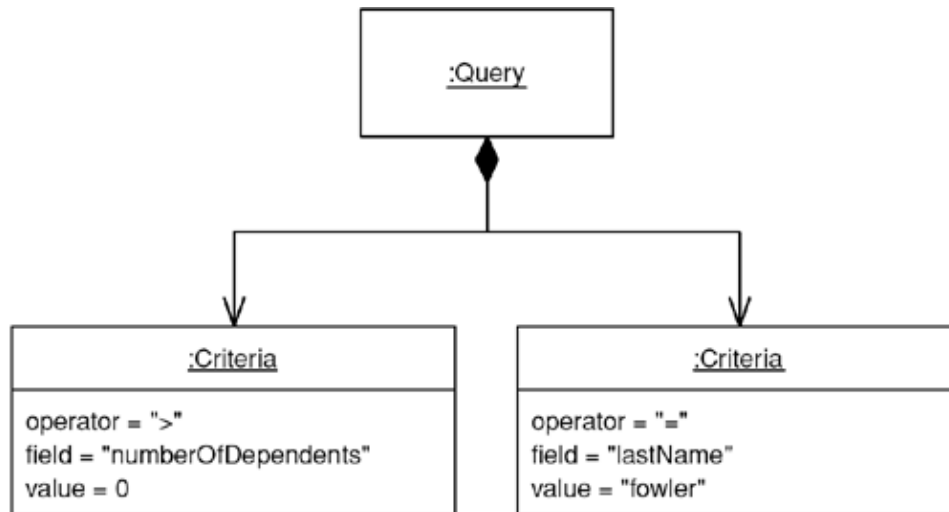 :Query
:Criteria
operator = ">"
field = "numberOfDependents"
value = 0
:Criteria
operator = "="
field = "lastName"
value = "fowler"